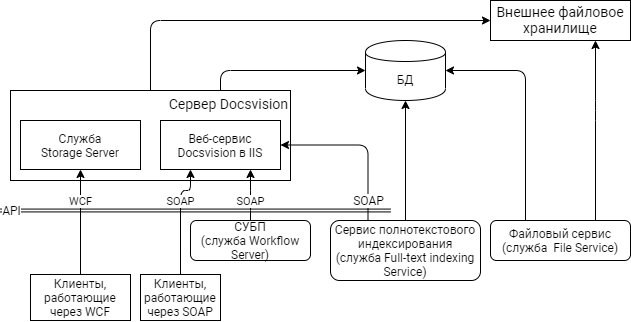 Внешнее файловое
хранилище
БД
Сервер Docsvision
Служба
Storage Server
Веб-сервис
Docsvision в IIS
WCF
SOAP
SOAP
SOAP
API
СУБП
(служба Workflow
Server)
Сервис полнотекстового
индексирования
(служба Full-text indexing
Service)
Файловый сервис
(служба File Service)
Клиенты,
работающие
через WCF
Клиенты,
работающие
через SOAP